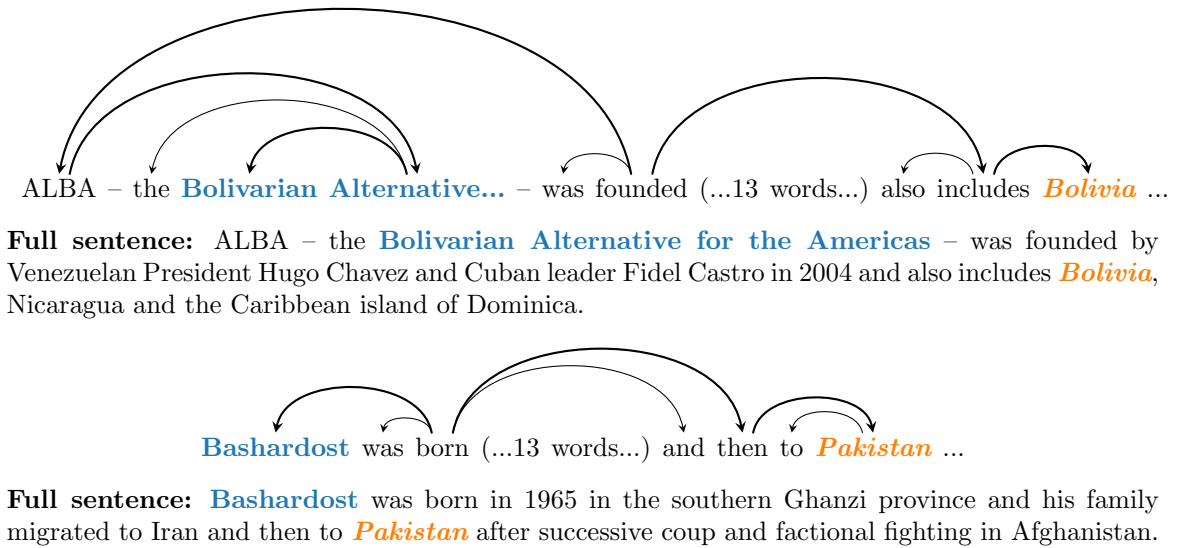 ALBA – the Bolivarian Alternative... – was founded (...13 words...) also includes Bolivia ...
Full sentence: ALBA – the Bolivarian Alternative for the Americas – was founded by
Venezuelan President Hugo Chavez and Cuban leader Fidel Castro in 2004 and also includes Bolivia,
Nicaragua and the Caribbean island of Dominica.
Bashardost was born (...13 words...) and then to Pakistan ...
Full sentence: Bashardost was born in 1965 in the southern Ghanzi province and his family
migrated to Iran and then to Pakistan after successive coup and factional fighting in Afghanistan.